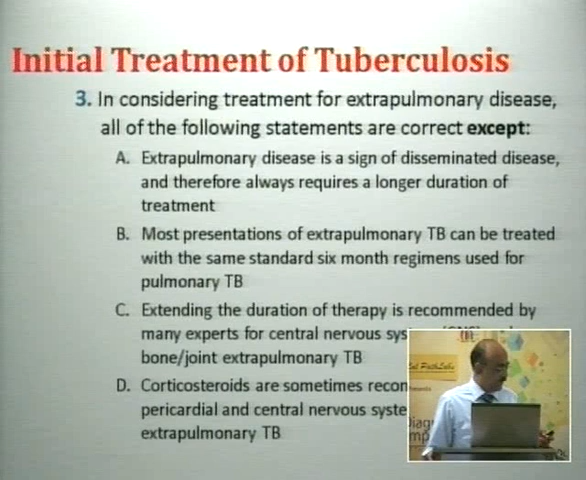 Initial Treatment of Tuberculosis
3. In considering treatment for extrapulmonary disease,
all of the following statements are correct except:
A. Extrapulmonary disease is a sign of disseminated disease,
and therefore always requires a longer duration of
treatment
B. Most presentations of extrapulmonary TB can be treated
with the same standard six month regimens used for
pulmonary TB
C. Extending the duration of therapy is recommended by
many experts for central nervous
bone/joint extrapulmonary TB
D. Corticosteroids are sometimes
pericardial and central nervous
extrapulmonary TB
PathLabs